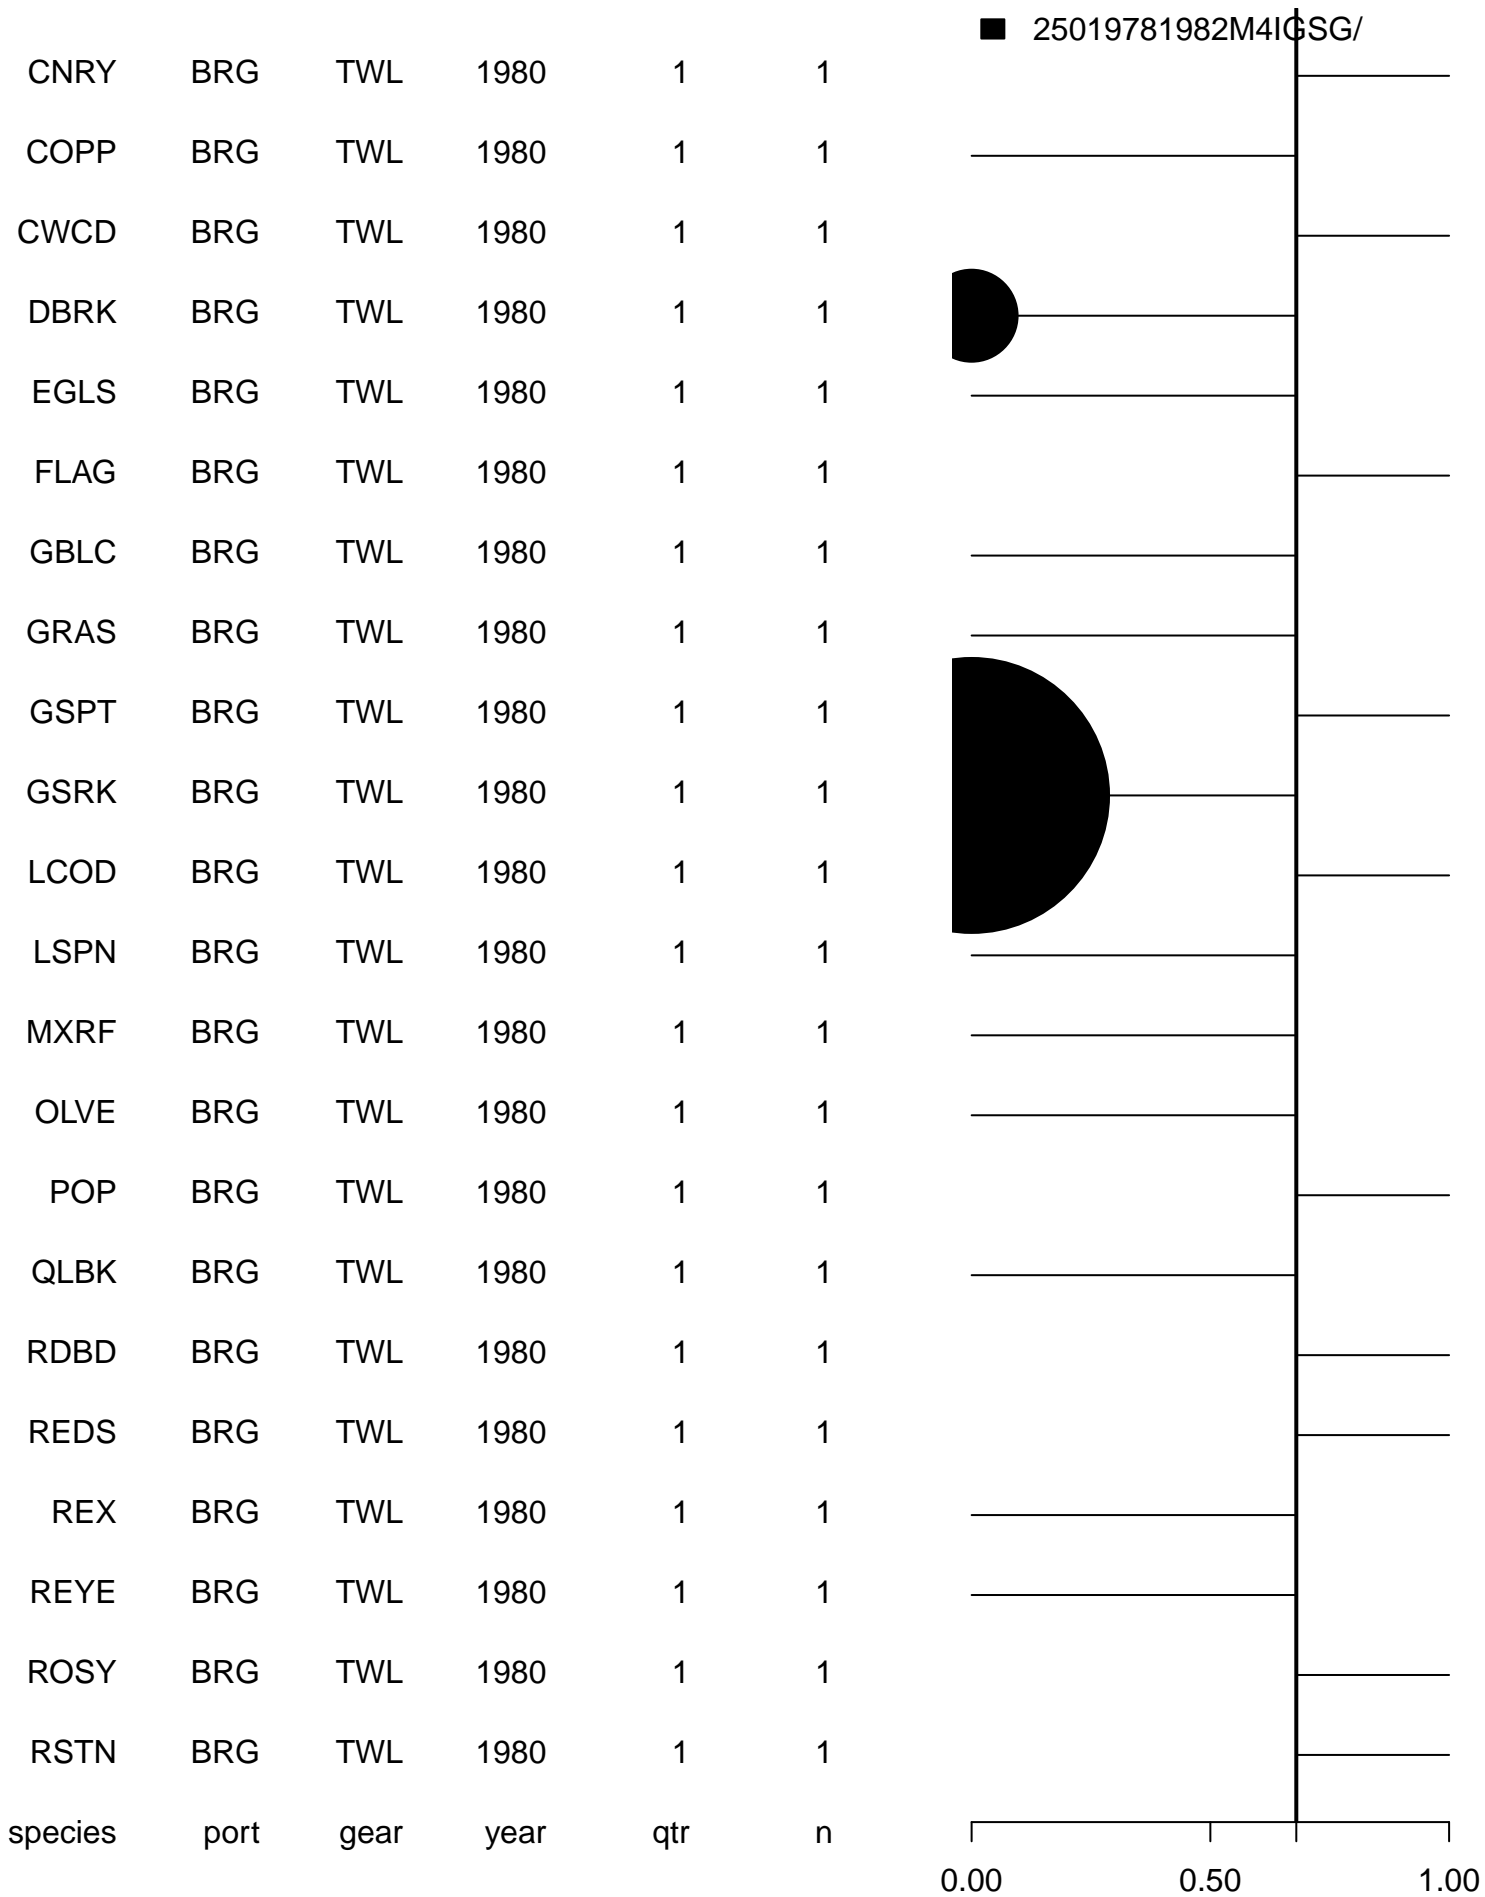 25019781982M4IGSG/
CNRY BRG TWL 1980 1 1
COPP BRG TWL 1980 1 1
CWCD BRG TWL 1980 1 1
DBRK BRG TWL 1980 1 1
EGLS BRG TWL 1980 1 1
FLAG BRG TWL 1980 1 1
GBLC BRG TWL 1980 1 1
GRAS BRG TWL 1980 1 1
GSPT BRG TWL 1980 1 1
GSRK BRG TWL 1980 1 1
LCOD BRG TWL 1980 1 1
LSPN BRG TWL 1980 1 1
MXRF BRG TWL 1980 1 1
OLVE BRG TWL 1980 1 1
POP BRG TWL 1980 1 1
QLBK BRG TWL 1980 1 1
RDBD BRG TWL 1980 1 1
REDS BRG TWL 1980 1 1
REX BRG TWL 1980 1 1
REYE BRG TWL 1980 1 1
ROSY BRG TWL 1980 1 1
RSTN BRG TWL 1980 1 1
species port gear year qtr n
0.00 0.50 1.00